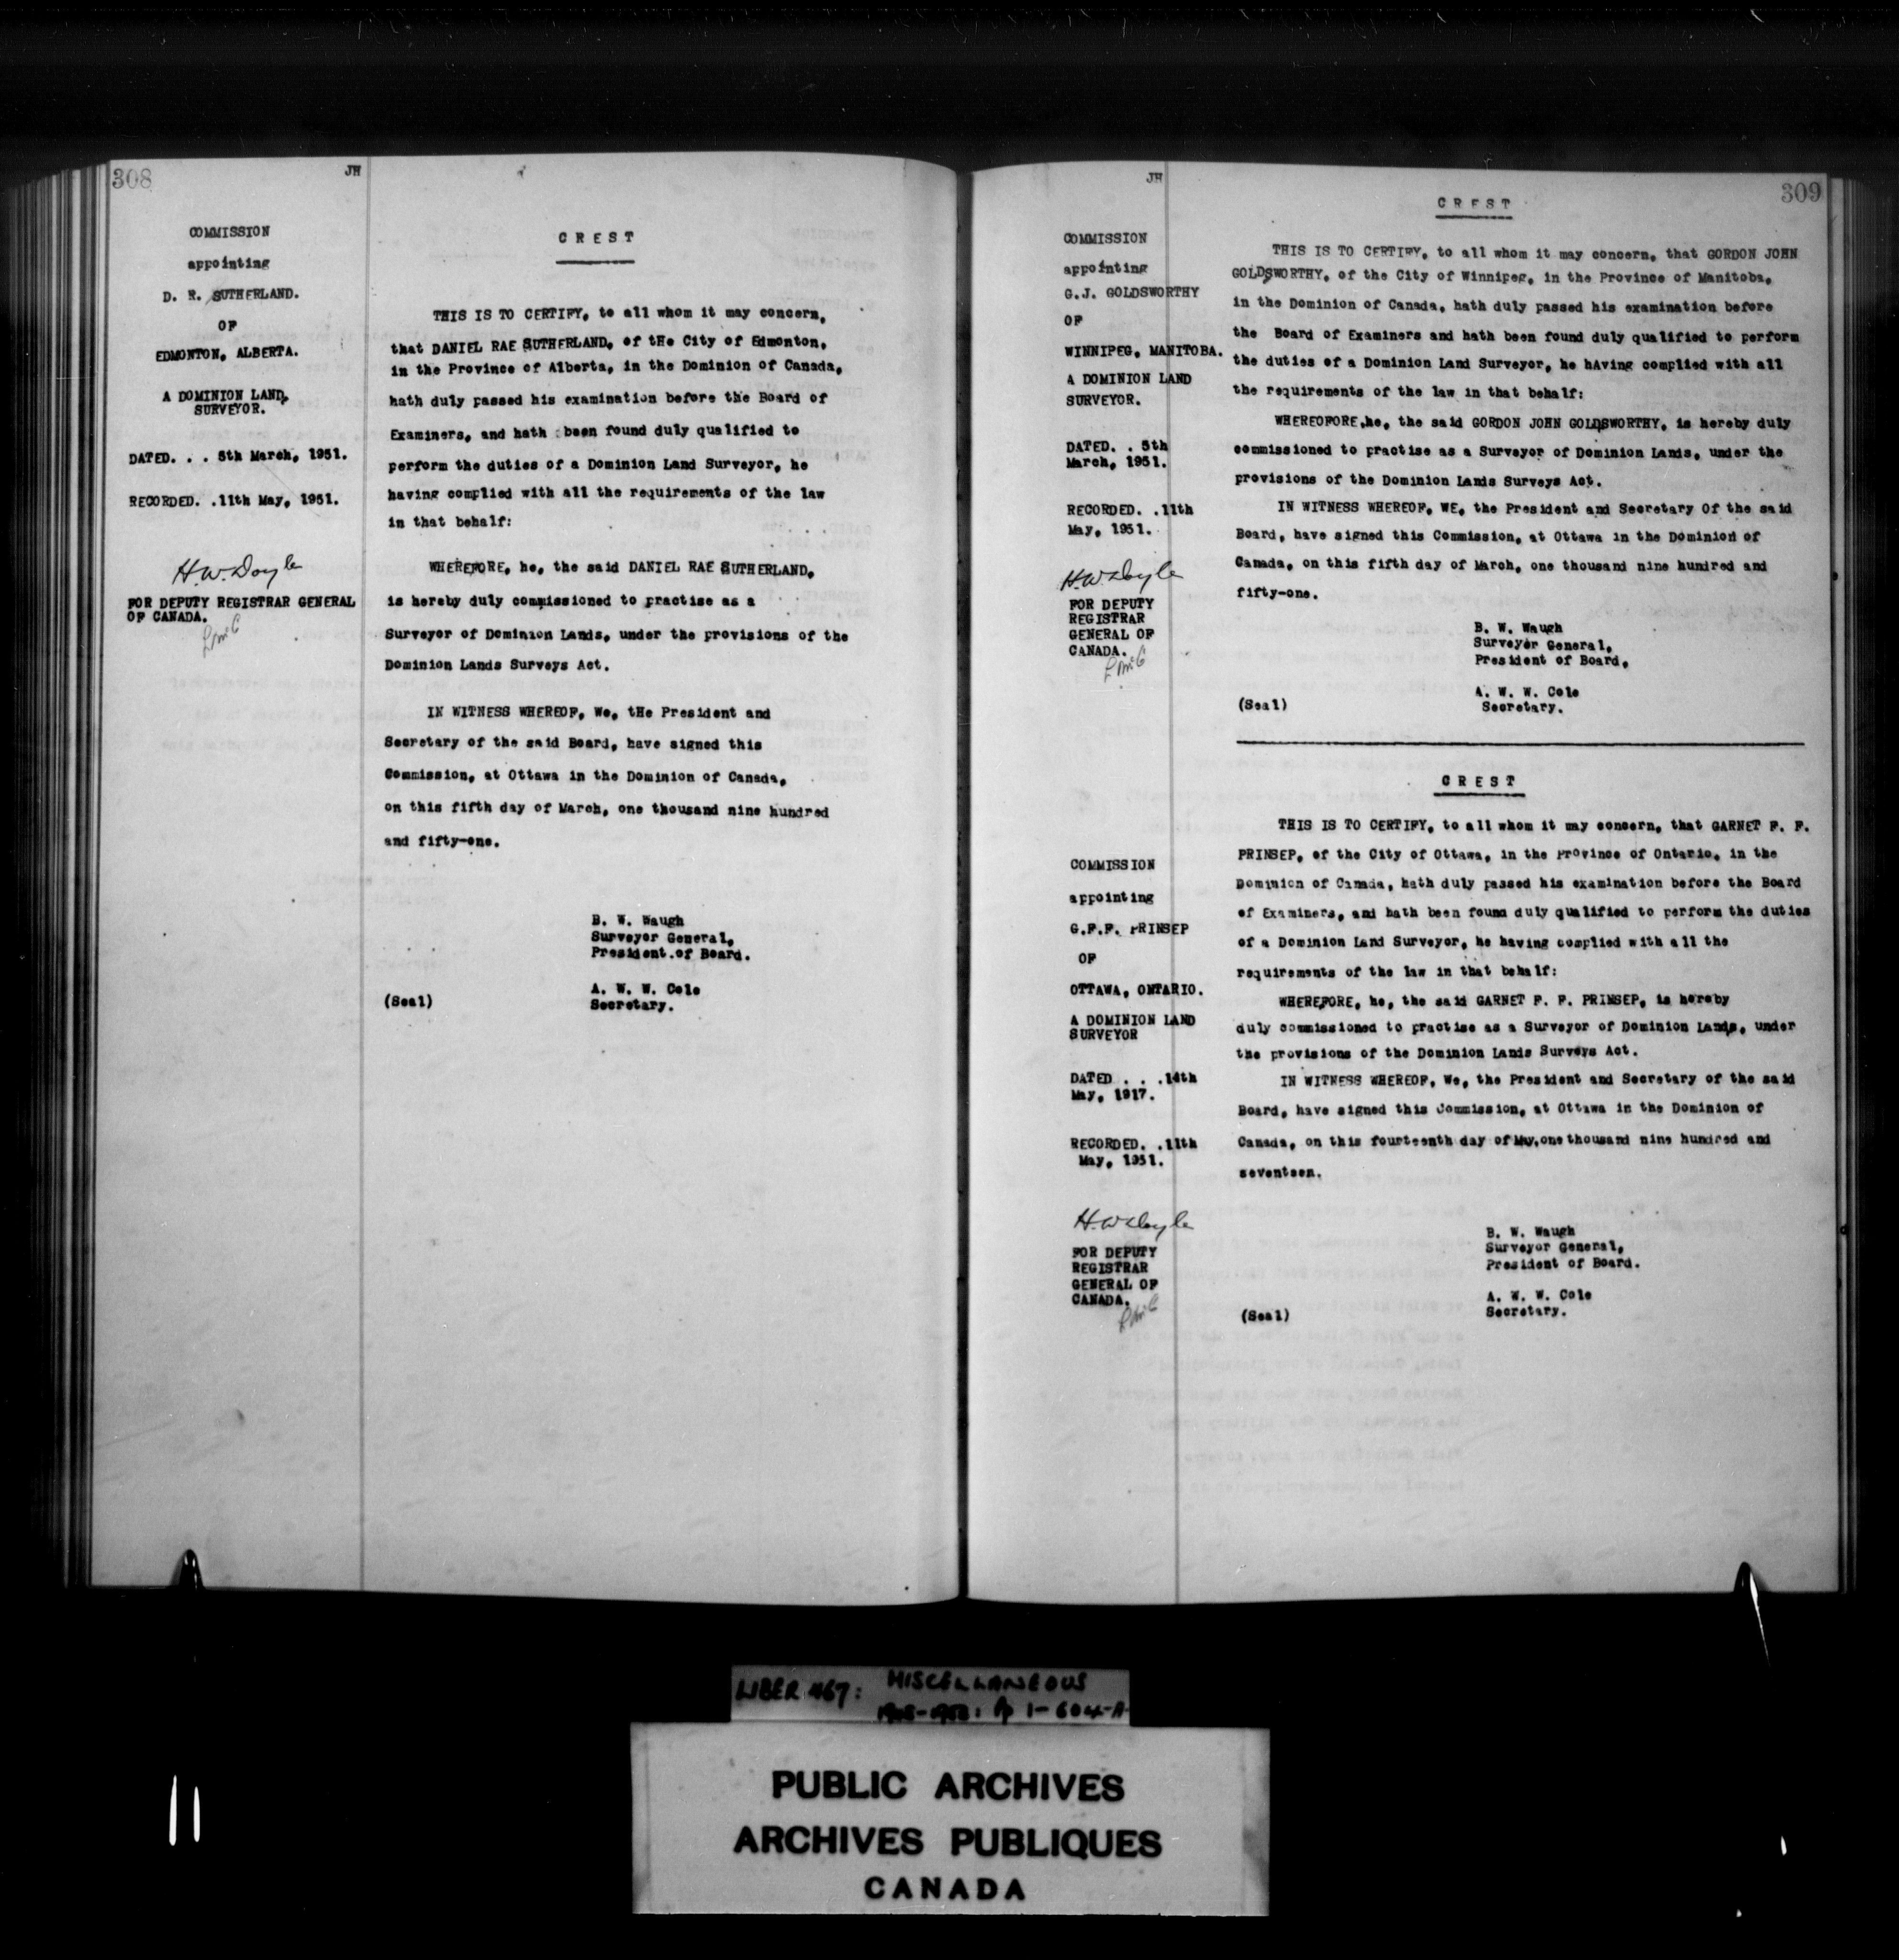 308
JH
COMMISSION
appointing
D. R. SUTHERLAND.
OF
EDMONTON, ALBERTA.
A DOMINION LAND
SURVEYOR.
DATED. . . 5th March, 1951.
RECORDED. .11th May, 1951.
H.W. Doyle
FOR DEPUTY REGISTRAR GENERAL
OF CANADA.
C R E S T
THIS IS TO CERTIFY, to all whom it may concern,
that DANIEL RAE SUTHERLAND, of tHe City of Edmonton,
in the Province of Alberta, in the Dominion of Canada,
hath duly passed his examination before the Board of
Examiners, and hath been found duly qualified to
perform the duties of a Dominion Land Surveyor, he
having complied with all the requirements of the law
in that behalf:
WHEREFORE, he, the said DANIEL RAE SUTHERLAND,
is hereby duly commissioned to practise as a
Surveyor of Dominion Lands, under the provisions of the
Dominion Lands Surveys Act.
IN WITNESS WHEREOF, We, tHe President and
Secretary of the said Board, have signed this
Commission, at Ottawa in the Dominion of Canada,
on this fifth day of March, one thousand nine hundred
and fifty-one.
B. W. Waugh
Surveyor General,
President.of Board.
A. W. W. Cole
(Seal) Secretary.
JH
309
COMMISSION
appointing
G.J. GOLDSWORTHY
OF
WINNIPEG, MANITOBA.
A DOMINION LAND
SURVEYOR.
DATED. . 5th
March, 1951.
RECORDED. .11th
May, 1951.
H.W. Doyle
FOR DEPUTY
REGISTRAR
GENERAL OF
CANADA.
C R E S T
THIS IS TO CERTIFY, to all whom it may concern, that GORDON JOHN
GOLDSWORTHY, of the City of Winnipeg, in the Province of Manitoba,
in the Dominion of Canada, hath duly passed his examination before
the Board of Examiners and hath been found duly qualified to perform
the duties of a Dominion Land Surveyor, he hAving complied with all
the requirements of the law in that behalf:
WHEREOFORE,he, the said GORDON JOHN GOLDSWORTHY, is hereby duly
commissioned to practise as a Surveyor of Dominion Lands, under the
provisions of the Dominion Lands Surveys Act.
IN WITNESS WHEREOF, WE, the President and Secretary Of the said
Board, have signed this Commission, at Ottawa in the Dominion of
Canada, on this fifth day of March, one thousand nine hundred and
fifty-one.
B. W. Waugh
Surveyor General,
President of Board,
A. W. W. Cole
(Seal) Secretary.
COMMISSION
appointing
G.F.F. PRINSEP
OF
OTTAWA, ONTARIO.
A DOMINION LAND
SURVEYOR
DATED . . .14th
May, 1917.
RECORDED. .11th
May, 1951.
H.W. Doyle
FOR DEPUTY
REGISTRAR
GENERAL OF
CANADA.
C R E S T
THIS IS TO CERTIFY, to all whom it may concern, that GARNET F. F.
PRINSEP, of the City of Ottawa, in the Province of Ontario, in the
Dominion of Canada, hath duly passed his examination before the Board
of Examiners, and hath been found duly qualified to perform the duties
of a Dominion Land Surveyor, he having complied with all the
requirements of the law in that behalf:
WHEREFORE, he, the said GARNET F. F. PRINSEP, is hereby
duly commissioned to practise as a Surveyor of Dominion Lands, under
the provisions of the Dominion Lands Surveys Act.
IN WITNESS WHEREOF, We, the President and Secretary of the said
Board, have signed this Commission, at Ottawa in the Dominion of
Canada, on this fourteenth day of May,one thousand nine hundred and
seventeen.
B. W. Waugh
Surveyor General,
President of Board.
A. W. W. Cole
(Seal) Secretary.
LIBER 467: MISCELLANEOUS
PP 1-604-A
PUBLIC ARCHIVES
ARCHIVES PUBLIQUES
CANADA